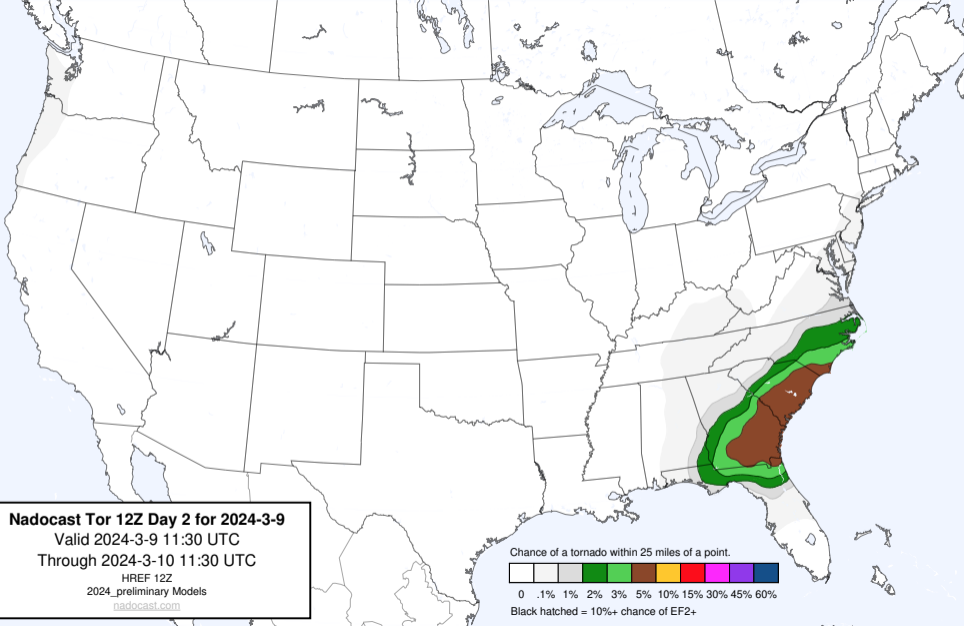 Nadocast Tor 12Z Day 2 for 2024-3-9
Valid 2024-3-9 11:30 UTC
Through 2024-3-10 11:30 UTC
HREF 12Z
2024_preliminary Models
nadocast.com
Chance of a tornado within 25 miles of a point.
0 .1% 1% 2% 3% 5% 10% 15% 30% 45% 60%
Black hatched = 10%+ chance of EF2+